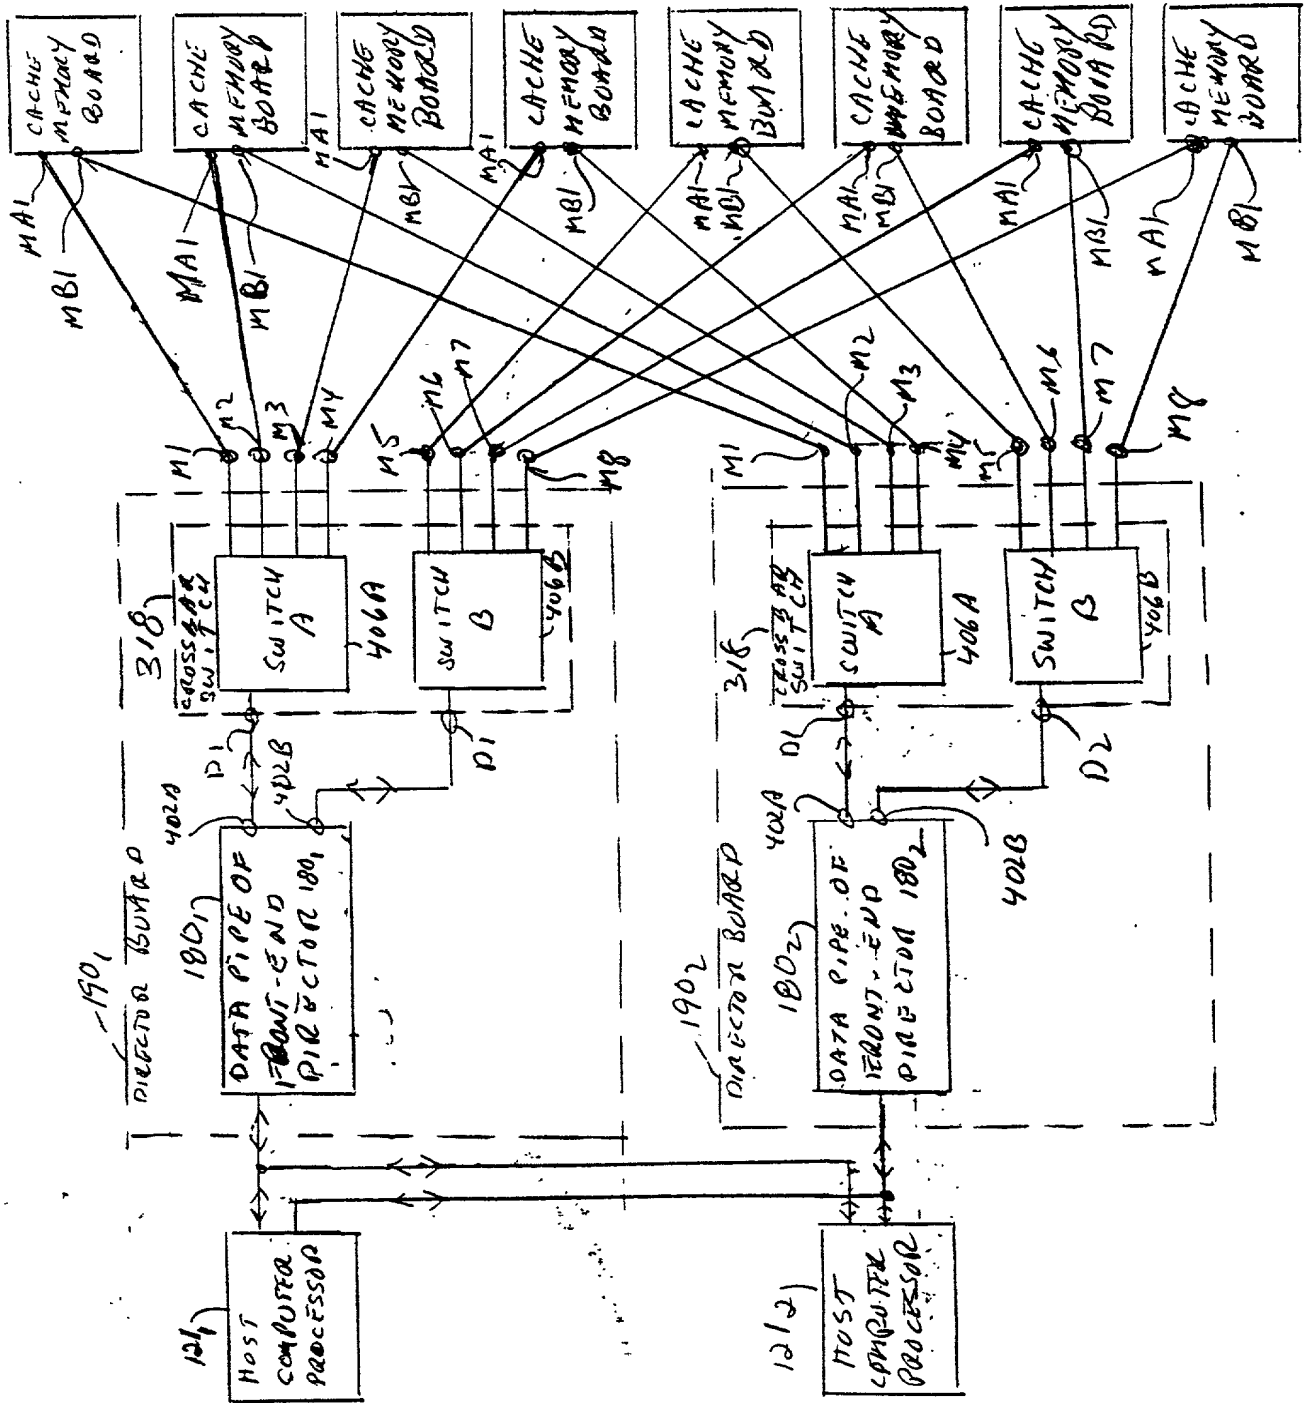 CACHE
MEMORY
BOARD
CACHE
MEMORY
BOARD
CACHE
MEMORY
BOARD
CACHE
MEMORY
BOARD
CACHE
MEMORY
BOARD
CACHE
MEMORY
BOARD
CACHE
MEMORY
BOARD
CACHE
MEMORY
BOARD
MA1
MB1
MA1
MB1
MA1
MB1
MA1
MB1
MA1
MB1
MA1
MB1
MA1
MB1
MA1
MB1
M1
M2
M3
M4
M5
M6
M7
M8
M1
M2
M3
M4
M5
M6
M7
M8
318
CROSSBAR
SWITCH
SWITCH
A
406A
SWITCH
B
406B
D1
D1
402A
402B
318
CROSSBAR
SWITCH
SWITCH
A
406A
SWITCH
B
406B
D1
D2
402A
402B
190₁
DIRECTOR BOARD
180₁
DATA PIPE OF
FRONT-END
DIRECTOR 180₁
190₂
DIRECTOR BOARD
180₂
DATA PIPE OF
FRONT-END
DIRECTOR 180₂
121₁
HOST
COMPUTER
PROCESSOR
121₂
HOST
COMPUTER
PROCESSOR